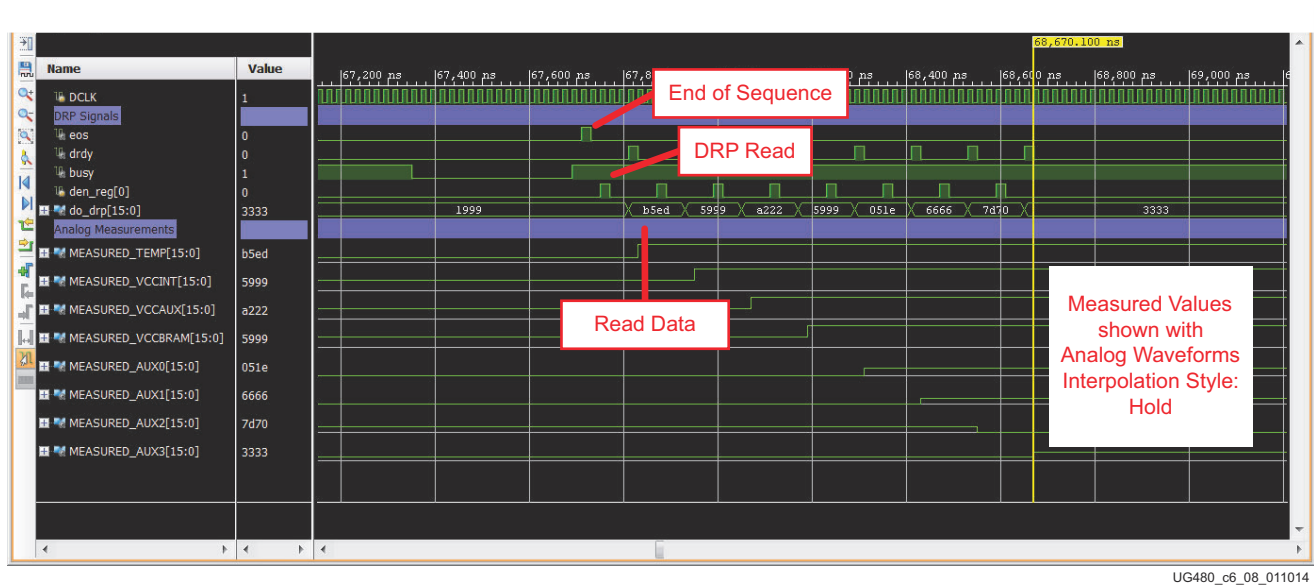 68,670.100 ns
Name Value
67,200 ns 67,400 ns 67,600 ns 67,8 0 ns 68,400 ns 68,600 ns 68,800 ns 69,000 ns
End of Sequence
DCLK 1
DRP Signals
eos 0
drdy 0
DRP Read
busy 1
den_reg[0] 0
do_drp[15:0] 3333 1999 b5ed 5999 a222 5999 051e 6666 7d70 3333
Analog Measurements
MEASURED_TEMP[15:0] b5ed
MEASURED_VCCINT[15:0] 5999
MEASURED_VCCAUX[15:0] a222
MEASURED_VCCBRAM[15:0] 5999
MEASURED_AUX0[15:0] 051e
MEASURED_AUX1[15:0] 6666
MEASURED_AUX2[15:0] 7d70
MEASURED_AUX3[15:0] 3333
Read Data
Measured Values
shown with
Analog Waveforms
Interpolation Style:
Hold
UG480_c6_08_011014